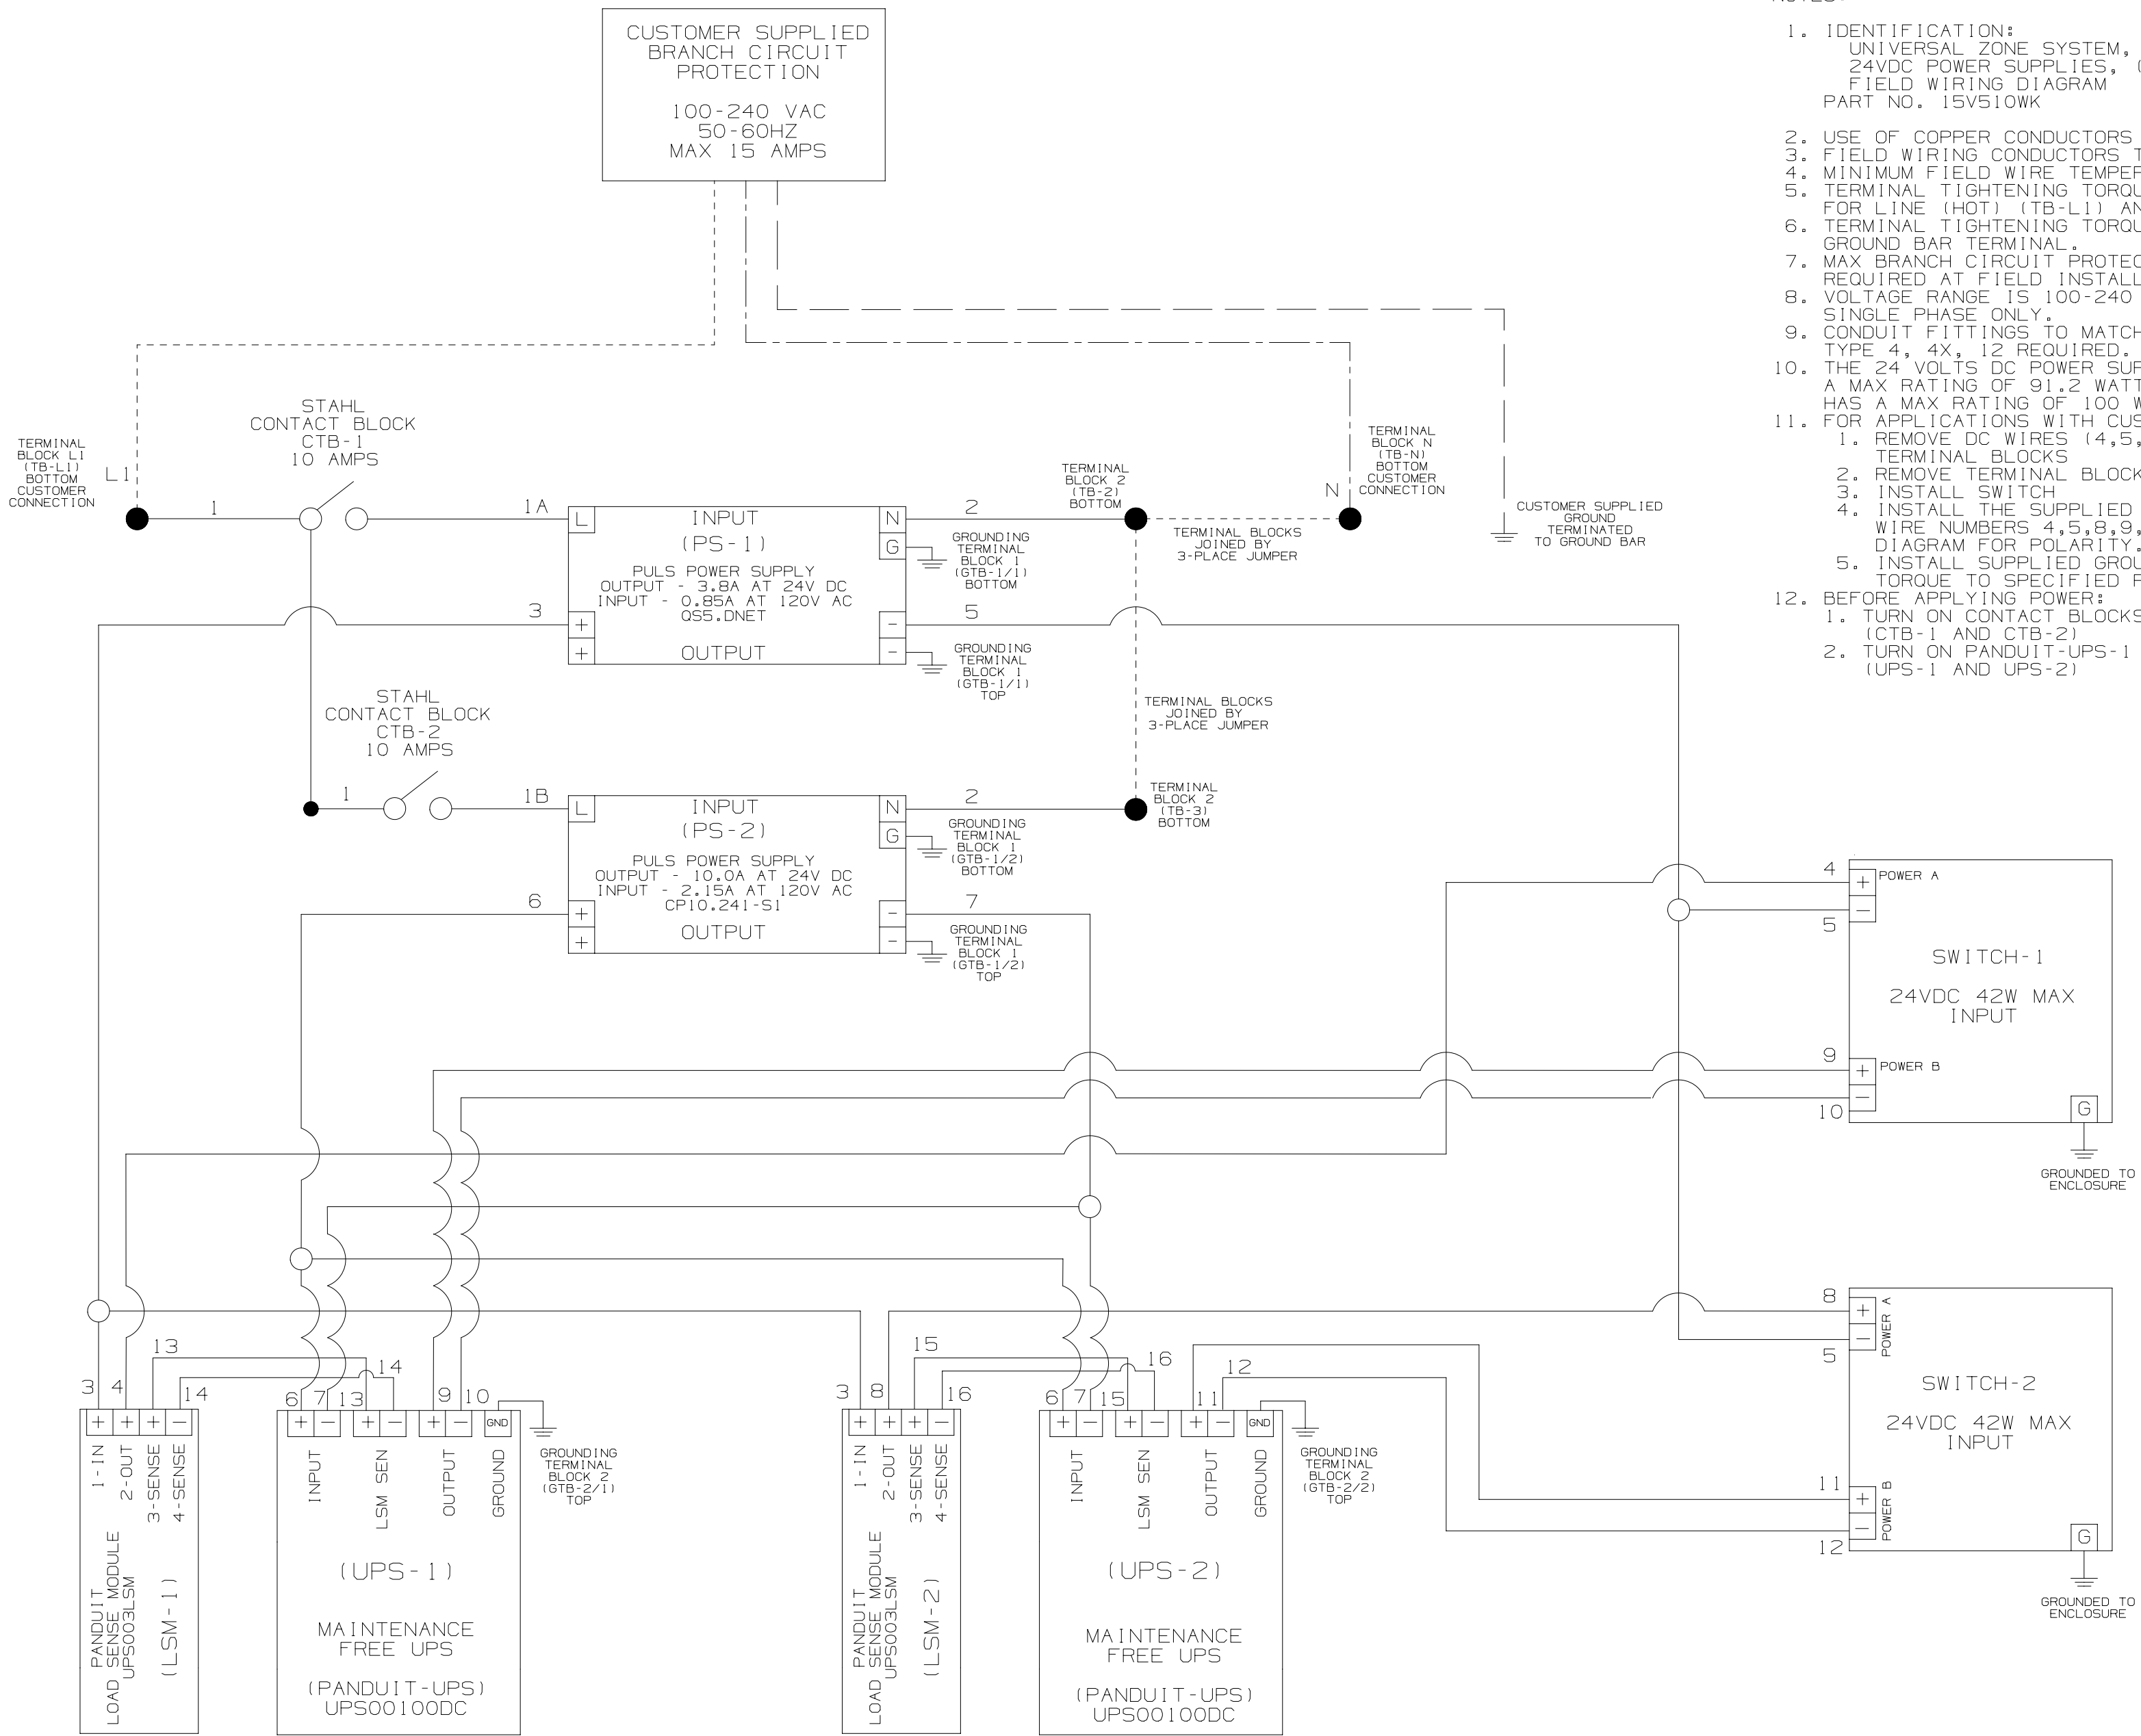 CUSTOMER SUPPLIED
BRANCH CIRCUIT
PROTECTION
100-240 VAC
50-60HZ
MAX 15 AMPS
1. IDENTIFICATION:
UNIVERSAL ZONE SYSTEM,
24VDC POWER SUPPLIES, (
FIELD WIRING DIAGRAM
PART NO. 15V510WK
2. USE OF COPPER CONDUCTORS
3. FIELD WIRING CONDUCTORS T
4. MINIMUM FIELD WIRE
5. TERMINAL TIGHTENING
FOR LINE (HOT) (TB-L1)
6. TERMINAL TIGHTENING
GROUND BAR TERMINAL.
7. MAX BRANCH CIRCUIT
REQUIRED AT FIELD
8. VOLTAGE RANGE IS 100-240
SINGLE PHASE ONLY.
9. CONDUIT FITTINGS TO MATCH
TYPE 4, 4X, 12 REQUIRED.
10. THE 24 VOLTS DC POWER
A MAX RATING OF 91.2
HAS A MAX RATING OF 100 W
11. FOR APPLICATIONS WITH
1. REMOVE DC WIRES (4,5,
TERMINAL BLOCKS
2. REMOVE TERMINAL BLOCK
3. INSTALL SWITCH
4. INSTALL THE SUPPLIED
WIRE NUMBERS 4,5,8,9,
DIAGRAM FOR POLARITY.
5. INSTALL SUPPLIED
TORQUE TO SPECIFIED
12. BEFORE APPLYING POWER:
1. TURN ON CONTACT BLOCKS
(CTB-1 AND CTB-2)
2. TURN ON PANDUIT-UPS-1
(UPS-1 AND UPS-2)
TERMINAL
BLOCK L1
(TB-L1)
BOTTOM
CUSTOMER
CONNECTION
L1
STAHL
CONTACT BLOCK
CTB-1
10 AMPS
1
1A
L
INPUT
(PS-1)
PULS POWER SUPPLY
OUTPUT - 3.8A AT 24V DC
INPUT - 0.85A AT 120V AC
QS5.DNET
OUTPUT
3
+
+
N
G
-
-
2
GROUNDING
TERMINAL
BLOCK 1
(GTB-1/1)
BOTTOM
5
GROUNDING
TERMINAL
BLOCK 1
(GTB-1/1)
TOP
TERMINAL
BLOCK 2
(TB-2)
BOTTOM
TERMINAL BLOCKS
JOINED BY
3-PLACE JUMPER
N
TERMINAL
BLOCK N
(TB-N)
BOTTOM
CUSTOMER
CONNECTION
CUSTOMER SUPPLIED
GROUND
TERMINATED
TO GROUND BAR
TERMINAL BLOCKS
JOINED BY
3-PLACE JUMPER
STAHL
CONTACT BLOCK
CTB-2
10 AMPS
1
1B
L
INPUT
(PS-2)
PULS POWER SUPPLY
OUTPUT - 10.0A AT 24V DC
INPUT - 2.15A AT 120V AC
CP10.241-S1
OUTPUT
6
+
+
N
G
-
-
2
GROUNDING
TERMINAL
BLOCK 1
(GTB-1/2)
BOTTOM
7
GROUNDING
TERMINAL
BLOCK 1
(GTB-1/2)
TOP
TERMINAL
BLOCK 2
(TB-3)
BOTTOM
4
+
-
POWER A
5
SWITCH-1
24VDC 42W MAX
INPUT
9
+
-
POWER B
10
G
GROUNDED TO
ENCLOSURE
8
+
-
POWER A
5
SWITCH-2
24VDC 42W MAX
INPUT
11
+
-
POWER B
12
G
GROUNDED TO
ENCLOSURE
13
14
3 4 14
+ + + -
1-IN
2-OUT
3-SENSE
4-SENSE
PANDUIT
LOAD SENSE MODULE
UPS003LSM
(LSM-1)
6 7 13 9 10
+ - + - + - GND
INPUT
LSM SEN
OUTPUT
GROUND
GROUNDING
TERMINAL
BLOCK 2
(GTB-2/1)
TOP
(UPS-1)
MAINTENANCE
FREE UPS
(PANDUIT-UPS)
UPS00100DC
15
16
12
3 8 16
+ + + -
1-IN
2-OUT
3-SENSE
4-SENSE
PANDUIT
LOAD SENSE MODULE
UPS003LSM
(LSM-2)
6 7 15 11
+ - + - + - GND
INPUT
LSM SEN
OUTPUT
GROUND
GROUNDING
TERMINAL
BLOCK 2
(GTB-2/2)
TOP
(UPS-2)
MAINTENANCE
FREE UPS
(PANDUIT-UPS)
UPS00100DC